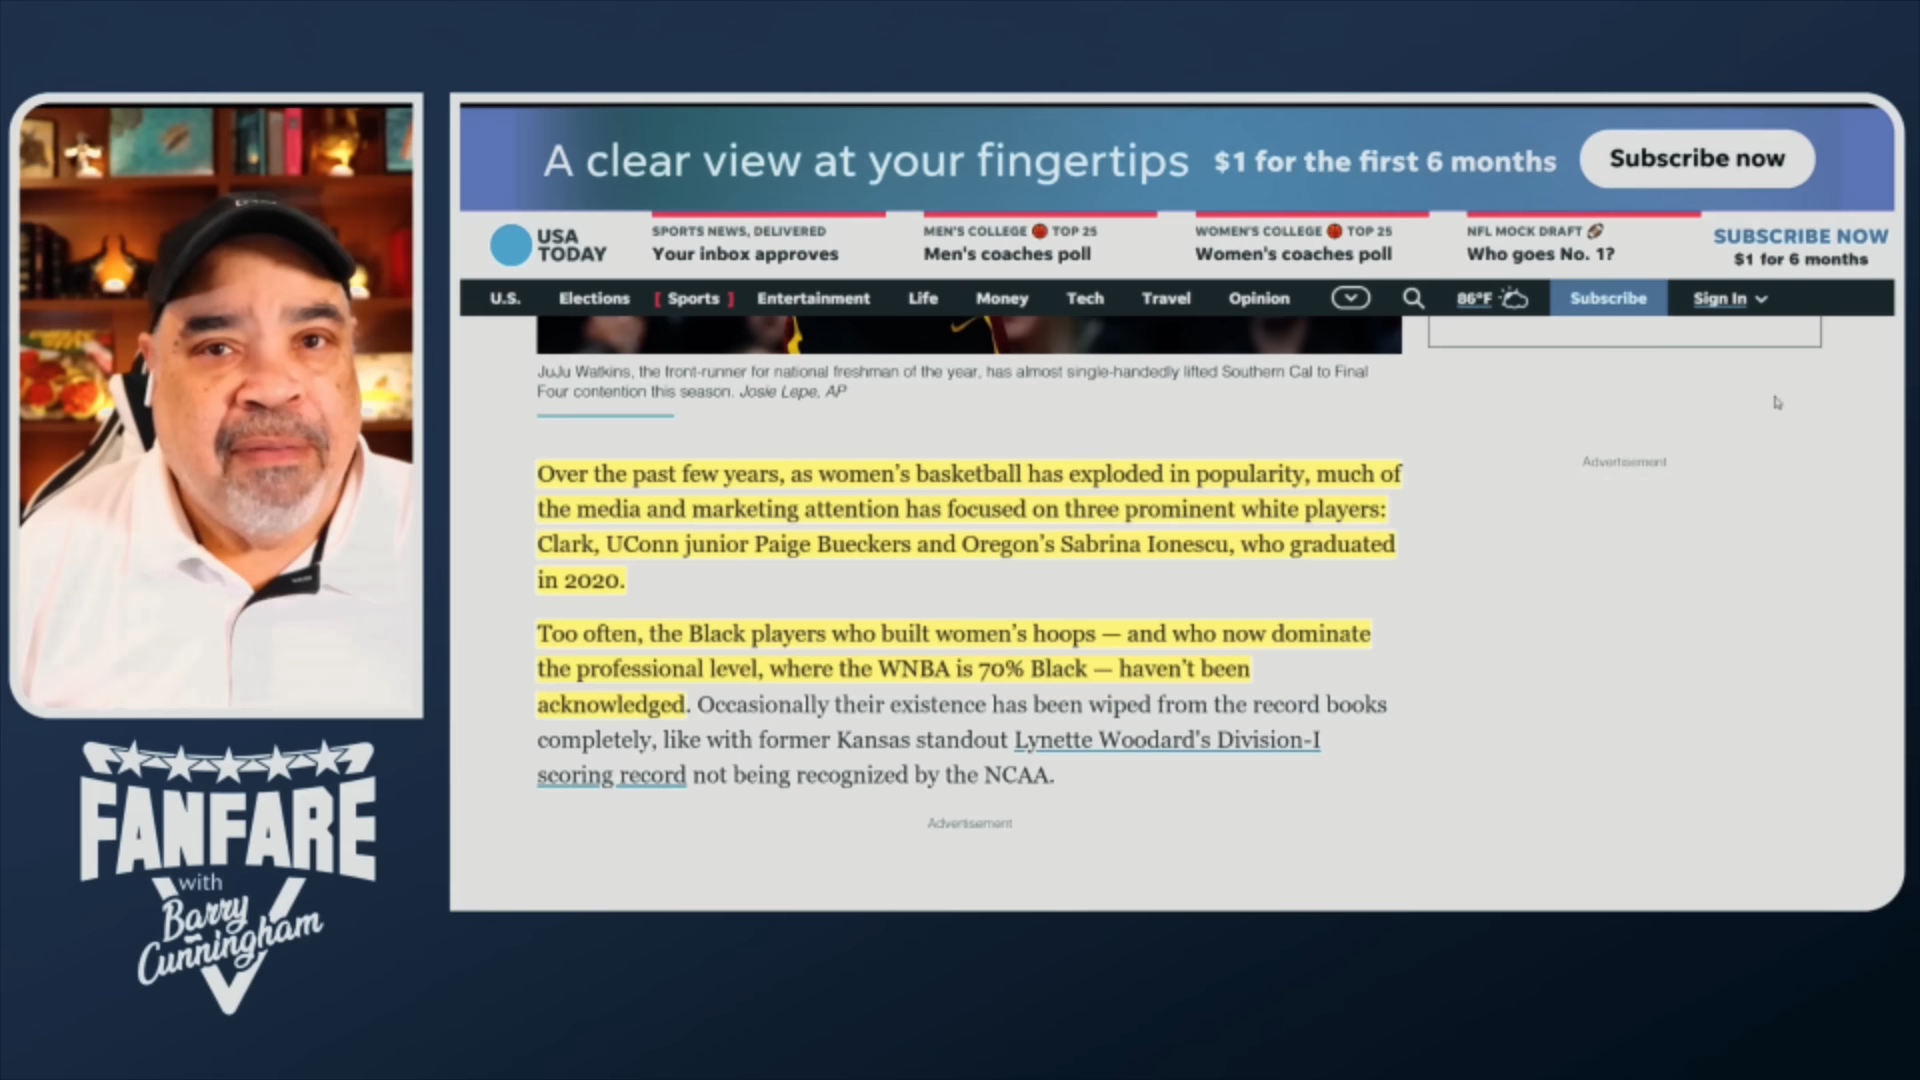 A clear view at your fingertips $1 for the first 6 months Subscribe now
USA
TODAY
SPORTS NEWS, DELIVERED
Your inbox approves
MEN'S COLLEGE TOP 25
Men's coaches poll
WOMEN'S COLLEGE TOP 25
Women's coaches poll
NFL MOCK DRAFT
Who goes No. 1?
SUBSCRIBE NOW
$1 for 6 months
U.S. Elections [ Sports ] Entertainment Life Money Tech Travel Opinion 86°F Subscribe Sign In
JuJu Watkins, the front-runner for national freshman of the year, has almost single-handedly lifted Southern Cal to Final
Four contention this season. Josie Lepe, AP
Advertisement
Over the past few years, as women's basketball has exploded in popularity, much of
the media and marketing attention has focused on three prominent white players:
Clark, UConn junior Paige Bueckers and Oregon's Sabrina Ionescu, who graduated
in 2020.
Too often, the Black players who built women's hoops — and who now dominate
the professional level, where the WNBA is 70% Black — haven't been
acknowledged. Occasionally their existence has been wiped from the record books
completely, like with former Kansas standout Lynette Woodard's Division-I
scoring record not being recognized by the NCAA.
Advertisement
FANFARE
with
Barry
Cunningham